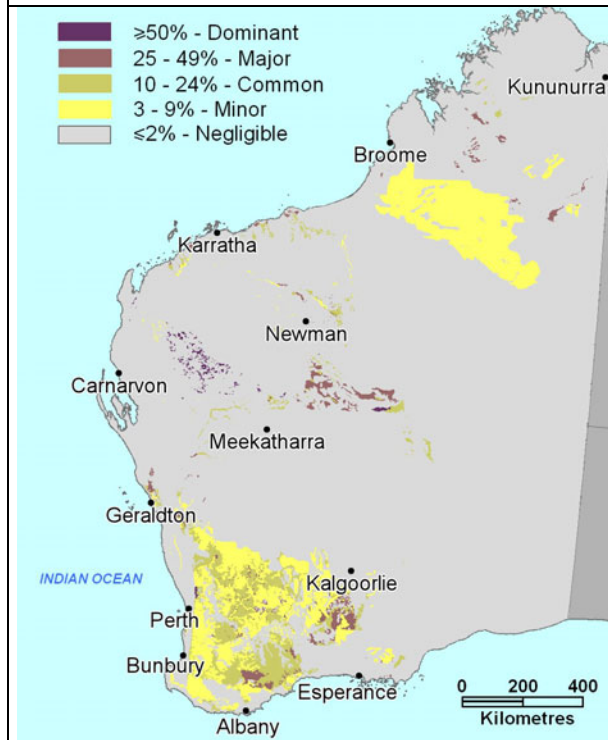 ≥50% - Dominant
25 - 49% - Major
10 - 24% - Common
3 - 9% - Minor
≤2% - Negligible
Kununurra
Broome
Karratha
Newman
Carnarvon
Meekatharra
Geraldton
INDIAN OCEAN
Kalgoorlie
Perth
Bunbury
Esperance
Albany
0 200 400
Kilometres